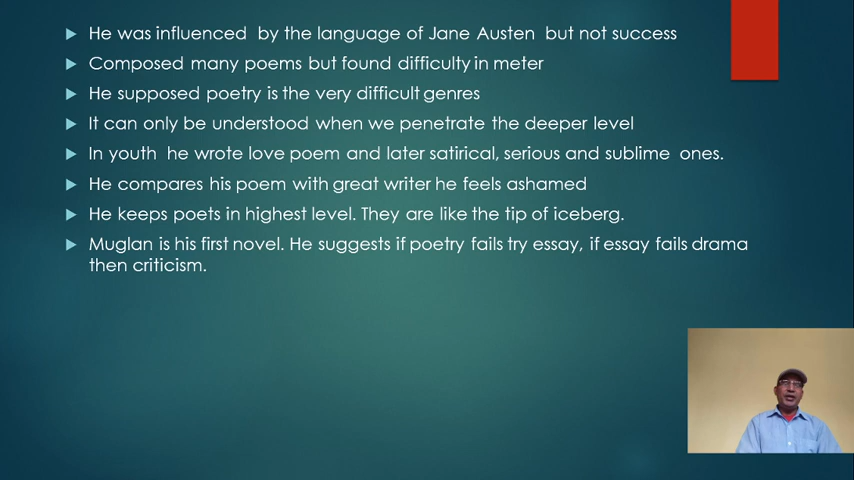 He was influenced by the language of Jane Austen but not success
Composed many poems but found difficulty in meter
He supposed poetry is the very difficult genres
It can only be understood when we penetrate the deeper level
In youth he wrote love poem and later satirical, serious and sublime ones.
He compares his poem with great writer he feels ashamed
He keeps poets in highest level. They are like the tip of iceberg.
Muglan is his first novel. He suggests if poetry fails try essay, if essay fails drama
then criticism.